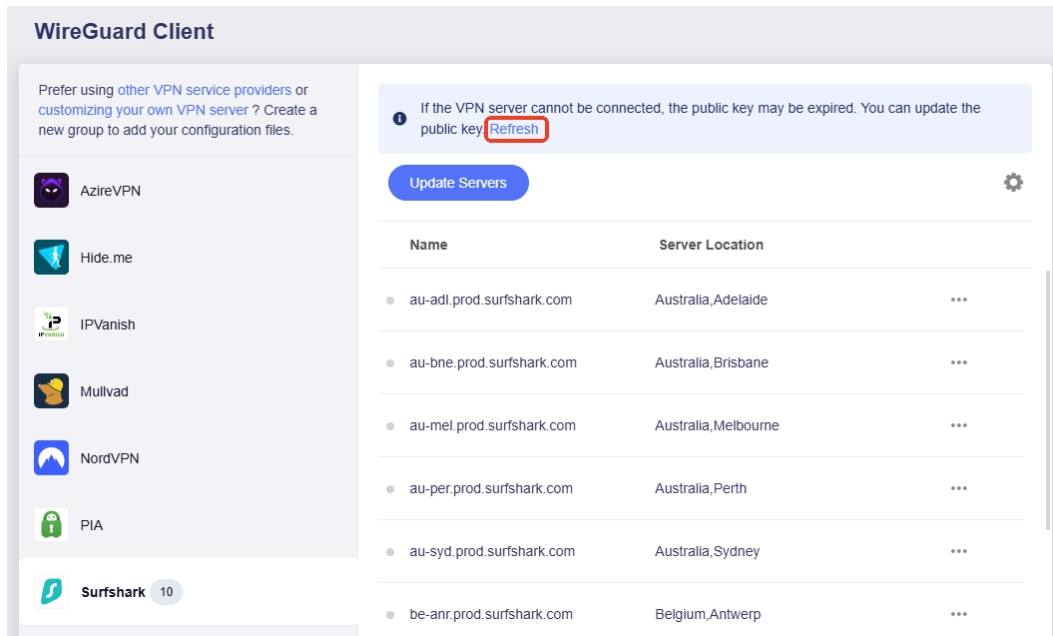 WireGuard Client
Prefer using other VPN service providers or
customizing your own VPN server ? Create a
new group to add your configuration files.
AzireVPN
Hide.me
IPVANISH
IPVanish
Mullvad
NordVPN
PIA
Surfshark 10
If the VPN server cannot be connected, the public key may be expired. You can update the
public key. Refresh
Update Servers
Name Server Location
au-adl.prod.surfshark.com Australia,Adelaide
au-bne.prod.surfshark.com Australia,Brisbane
au-mel.prod.surfshark.com Australia,Melbourne
au-per.prod.surfshark.com Australia,Perth
au-syd.prod.surfshark.com Australia,Sydney
be-anr.prod.surfshark.com Belgium,Antwerp